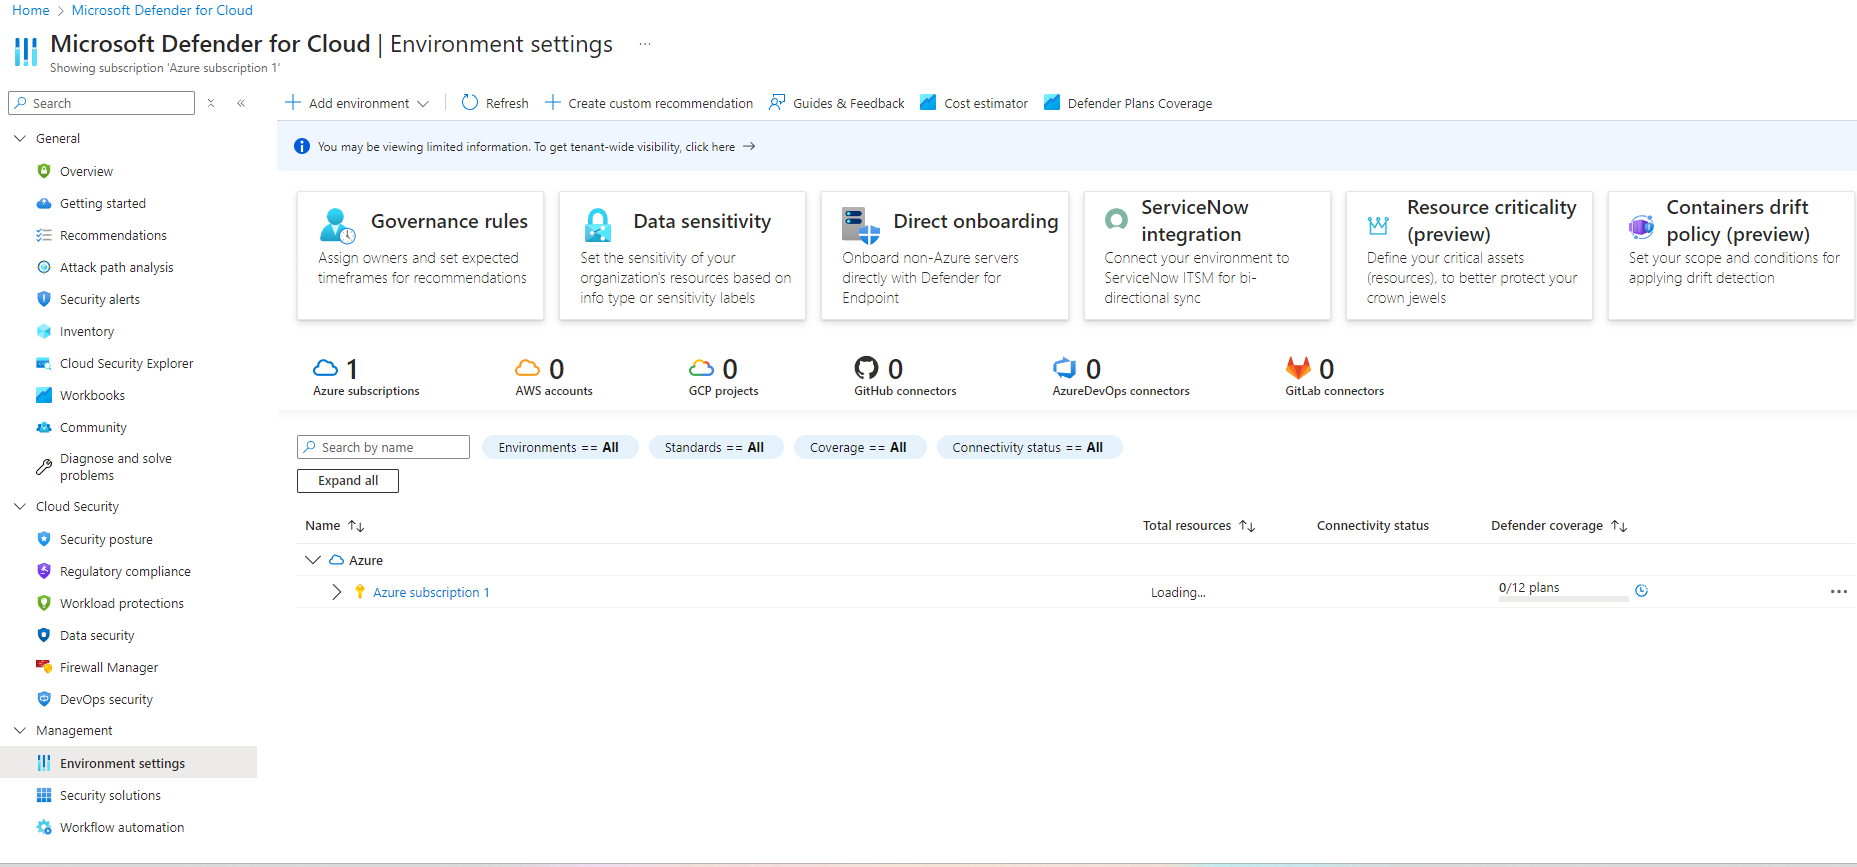 Home > Microsoft Defender for Cloud
Microsoft Defender for Cloud | Environment settings ...
Showing subscription 'Azure subscription 1'
Search
General
Overview
Getting started
Recommendations
Attack path analysis
Security alerts
Inventory
Cloud Security Explorer
Workbooks
Community
Diagnose and solve
problems
Cloud Security
Security posture
Regulatory compliance
Workload protections
Data security
Firewall Manager
DevOps security
Management
Environment settings
Security solutions
Workflow automation
Add environment Refresh Create custom recommendation Guides & Feedback Cost estimator Defender Plans Coverage
You may be viewing limited information. To get tenant-wide visibility, click here →
Governance rules
Assign owners and set expected
timeframes for recommendations
Data sensitivity
Set the sensitivity of your
organization's resources based on
info type or sensitivity labels
Direct onboarding
Onboard non-Azure servers
directly with Defender for
Endpoint
ServiceNow
integration
Connect your environment to
ServiceNow ITSM for bi-
directional sync
Resource criticality
(preview)
Define your critical assets
(resources), to better protect your
crown jewels
Containers drift
policy (preview)
Set your scope and conditions for
applying drift detection
1
Azure subscriptions
0
AWS accounts
0
GCP projects
0
GitHub connectors
0
AzureDevOps connectors
0
GitLab connectors
Search by name Environments == All Standards == All Coverage == All Connectivity status == All
Expand all
Name ↑↓ Total resources ↑↓ Connectivity status Defender coverage ↑↓
Azure
Azure subscription 1 Loading... 0/12 plans